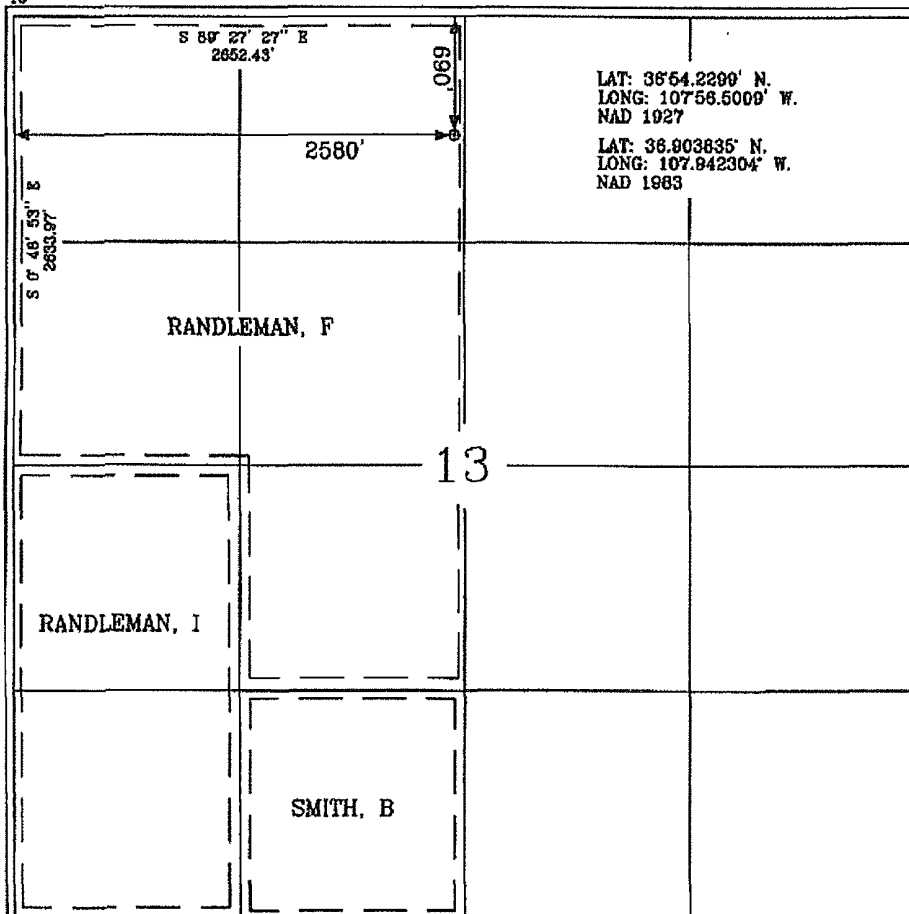 S 89° 27' 27" E
2652.43'
690'
LAT: 36°54.2299' N.
LONG: 107°56.5009' W.
NAD 1927
2580'
LAT: 36.903835° N.
LONG: 107.942304° W.
NAD 1983
S 0° 46' 53" E
2633.97'
RANDLEMAN, F
13
RANDLEMAN, I
SMITH, B